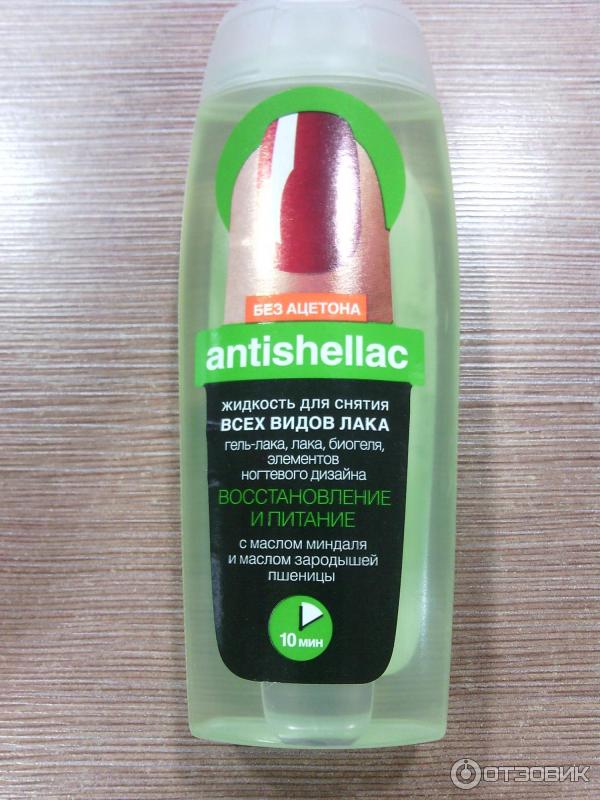 БЕЗ АЦЕТОНА
antishellac
ЖИДКОСТЬ ДЛЯ СНЯТИЯ
ВСЕХ ВИДОВ ЛАКА
гель-лака, лака, биогеля,
элементов
ногтевого дизайна
ВОССТАНОВЛЕНИЕ
И ПИТАНИЕ
с маслом миндаля
и маслом зародышей
пшеницы
10 мин
ОТЗОВИК